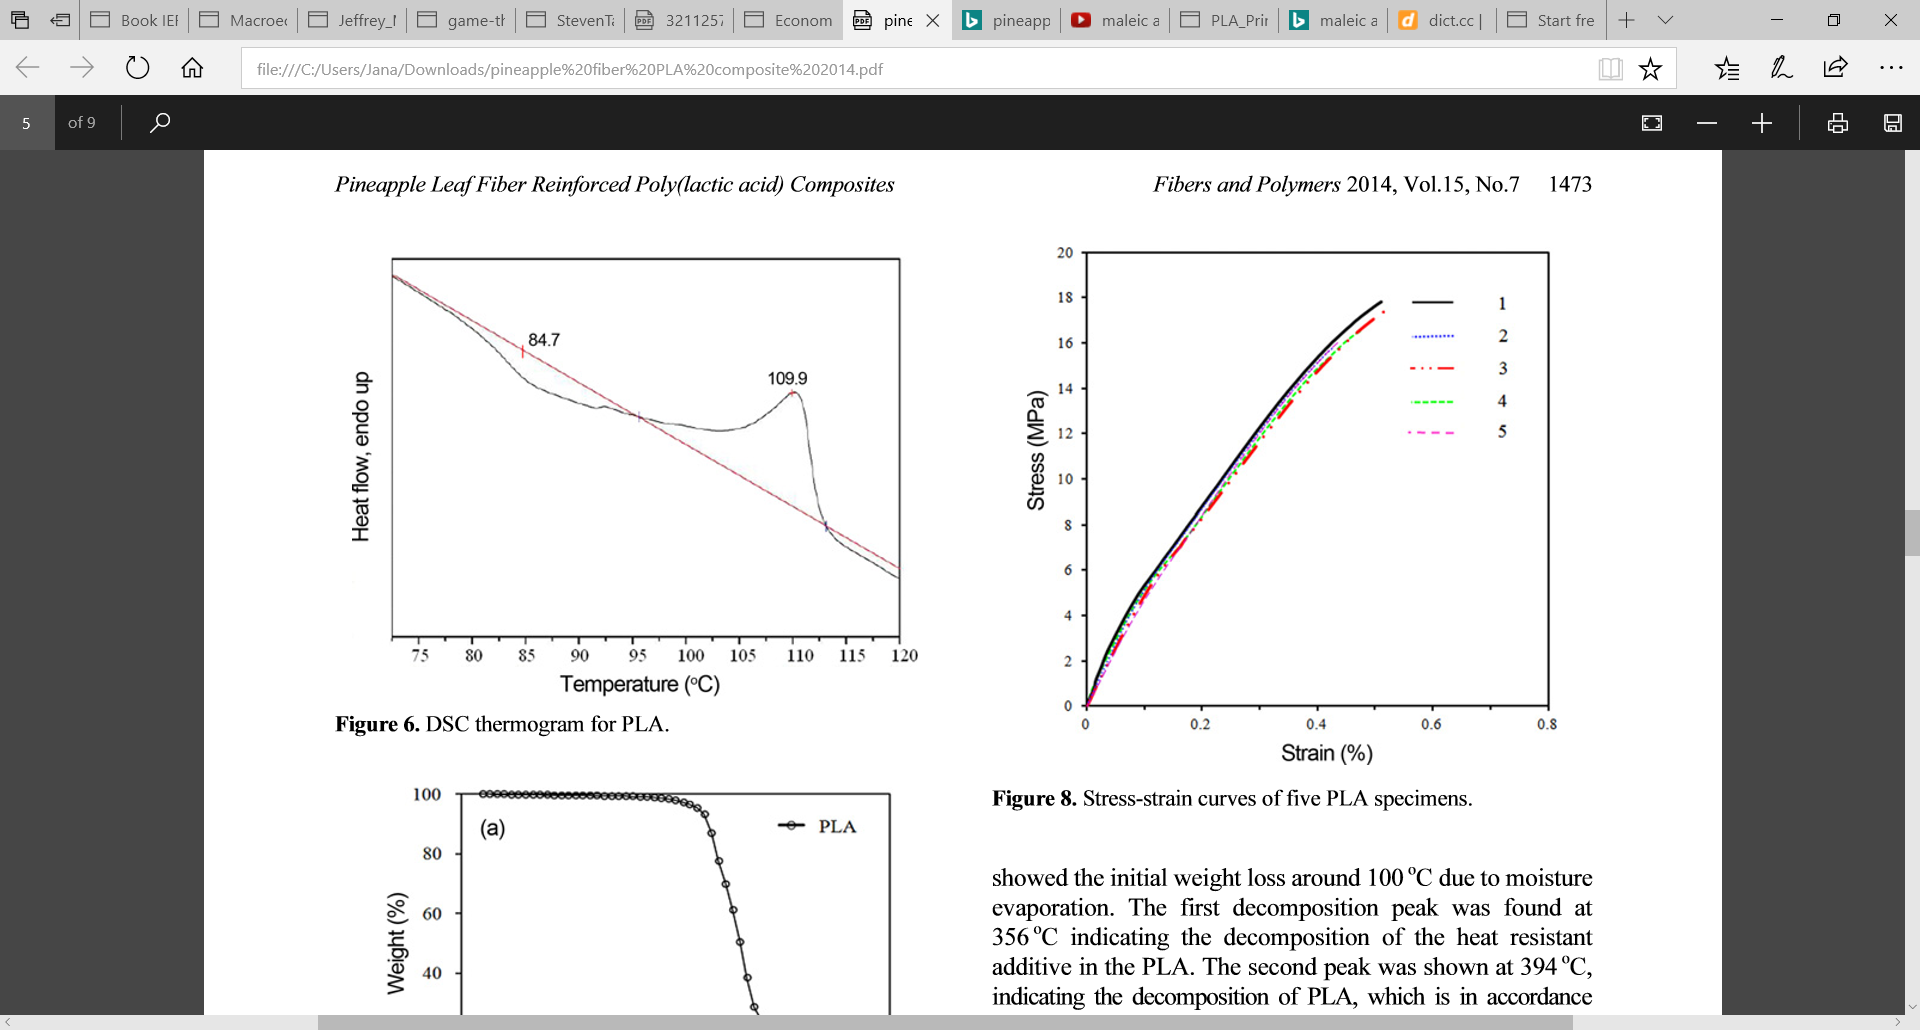 Book IEF
Macroec
Jeffrey_
game-th
StevenTa
3211257
Econom
pine
pineapp
maleic a
PLA_Prin
maleic a
dict.cc |
Start fre
file:///C:/Users/Jana/Downloads/pineapple%20fiber%20PLA%20composite%202014.pdf
5 of 9
Pineapple Leaf Fiber Reinforced Poly(lactic acid) Composites
Fibers and Polymers 2014, Vol.15, No.7 1473
84.7
109.9
Heat flow, endo up
75 80 85 90 95 100 105 110 115 120
Temperature (°C)
Figure 6. DSC thermogram for PLA.
100
80
60
40
Weight (%)
(a)
PLA
20
18
16
14
12
10
8
6
4
2
0
Stress (MPa)
1
2
3
4
5
0 0.2 0.4 0.6 0.8
Strain (%)
Figure 8. Stress-strain curves of five PLA specimens.
showed the initial weight loss around 100 °C due to moisture
evaporation. The first decomposition peak was found at
356 °C indicating the decomposition of the heat resistant
additive in the PLA. The second peak was shown at 394 °C,
indicating the decomposition of PLA, which is in accordance